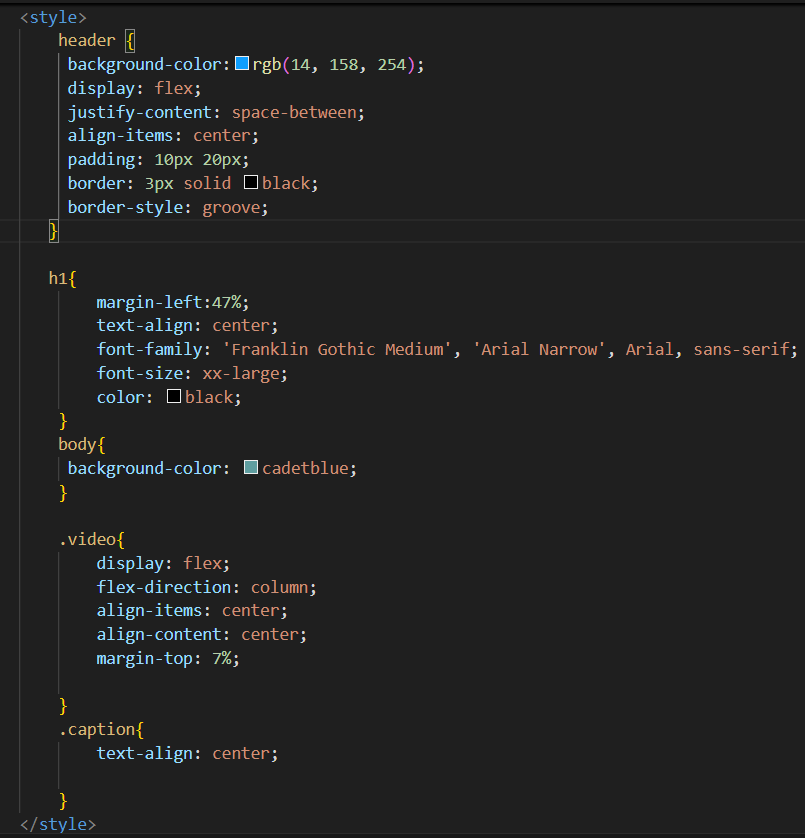 <style>
header {
background-color: rgb(14, 158, 254);
display: flex;
justify-content: space-between;
align-items: center;
padding: 10px 20px;
border: 3px solid black;
border-style: groove;
}
h1{
margin-left:47%;
text-align: center;
font-family: 'Franklin Gothic Medium', 'Arial Narrow', Arial, sans-serif;
font-size: xx-large;
color: black;
}
body{
background-color: cadetblue;
}
.video{
display: flex;
flex-direction: column;
align-items: center;
align-content: center;
margin-top: 7%;
}
.caption{
text-align: center;
}
</style>